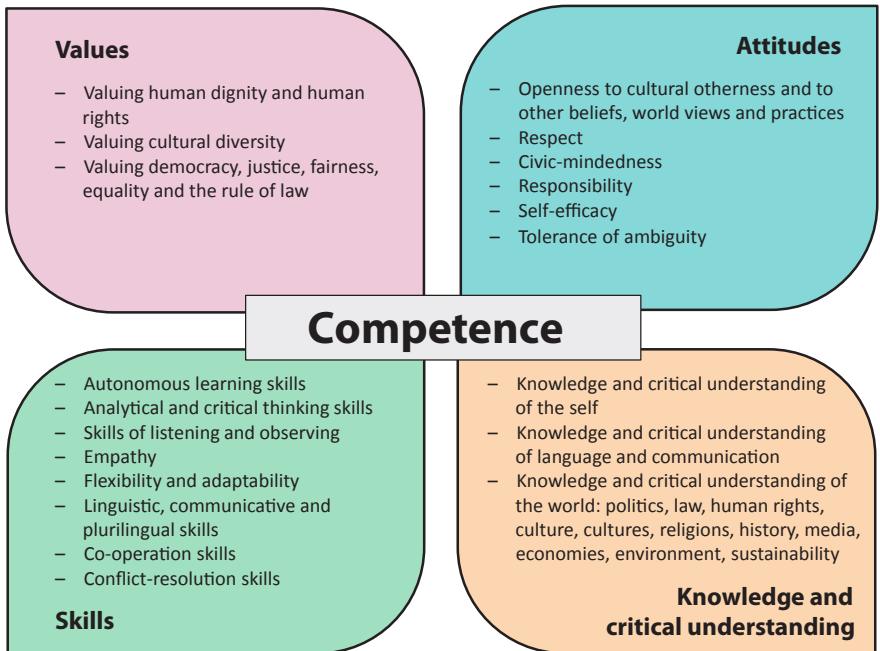 Values
– Valuing human dignity and human
rights
– Valuing cultural diversity
– Valuing democracy, justice, fairness,
equality and the rule of law
Attitudes
– Openness to cultural otherness and to
other beliefs, world views and practices
– Respect
– Civic-mindedness
– Responsibility
– Self-efficacy
– Tolerance of ambiguity
Competence
– Autonomous learning skills
– Analytical and critical thinking skills
– Skills of listening and observing
– Empathy
– Flexibility and adaptability
– Linguistic, communicative and
plurilingual skills
– Co-operation skills
– Conflict-resolution skills
Skills
– Knowledge and critical understanding
of the self
– Knowledge and critical understanding
of language and communication
– Knowledge and critical understanding of
the world: politics, law, human rights,
culture, cultures, religions, history, media,
economies, environment, sustainability
Knowledge and
critical understanding